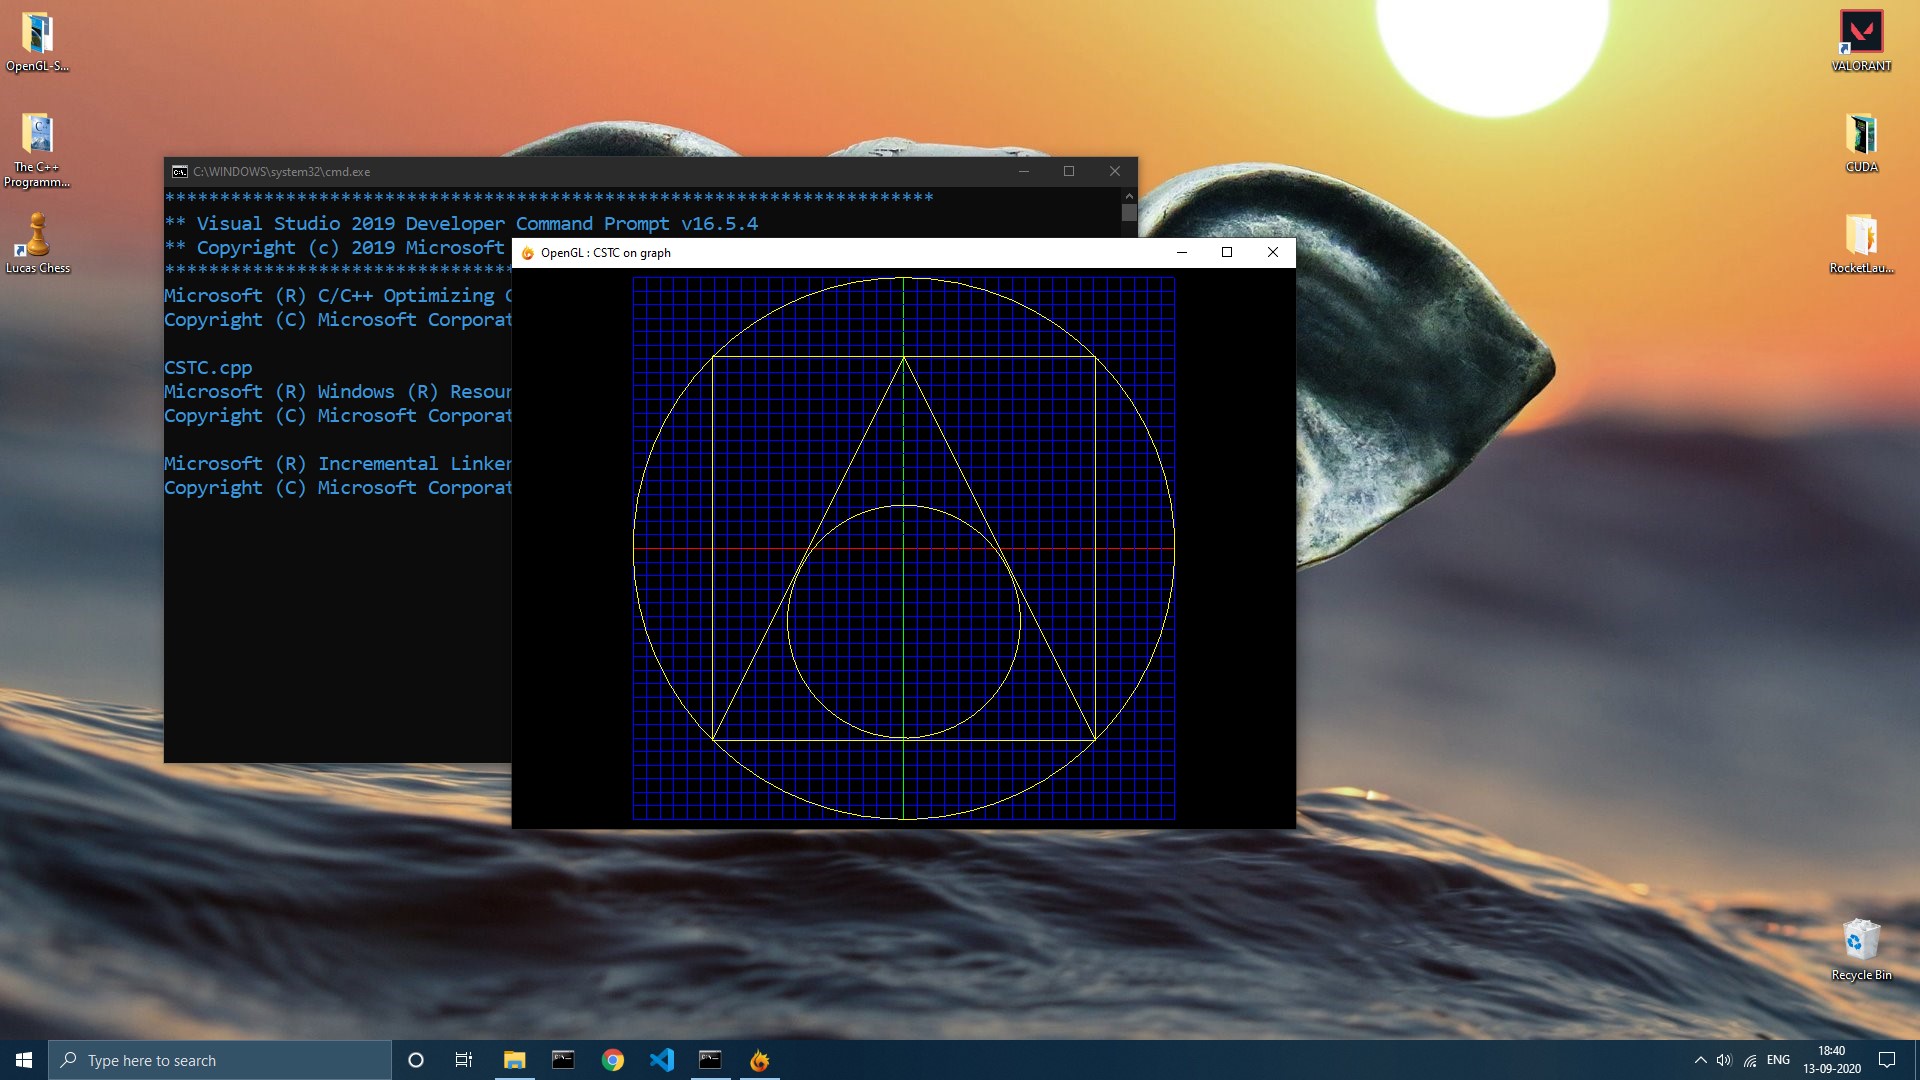 OpenGL-S...
The C++
Programm...
Lucas Chess
VALORANT
CUDA
RocketLau...
Recycle Bin
C:\WINDOWS\system32\cmd.exe
**********************************************************************
** Visual Studio 2019 Developer Command Prompt v16.5.4
** Copyright (c) 2019 Microsoft
********************************
Microsoft (R) C/C++ Optimizing
Copyright (C) Microsoft Corporat
CSTC.cpp
Microsoft (R) Windows (R) Resour
Copyright (C) Microsoft Corporat
Microsoft (R) Incremental Linker
Copyright (C) Microsoft Corporat
OpenGL : CSTC on graph
Type here to search
ENG
18:40
13-09-2020